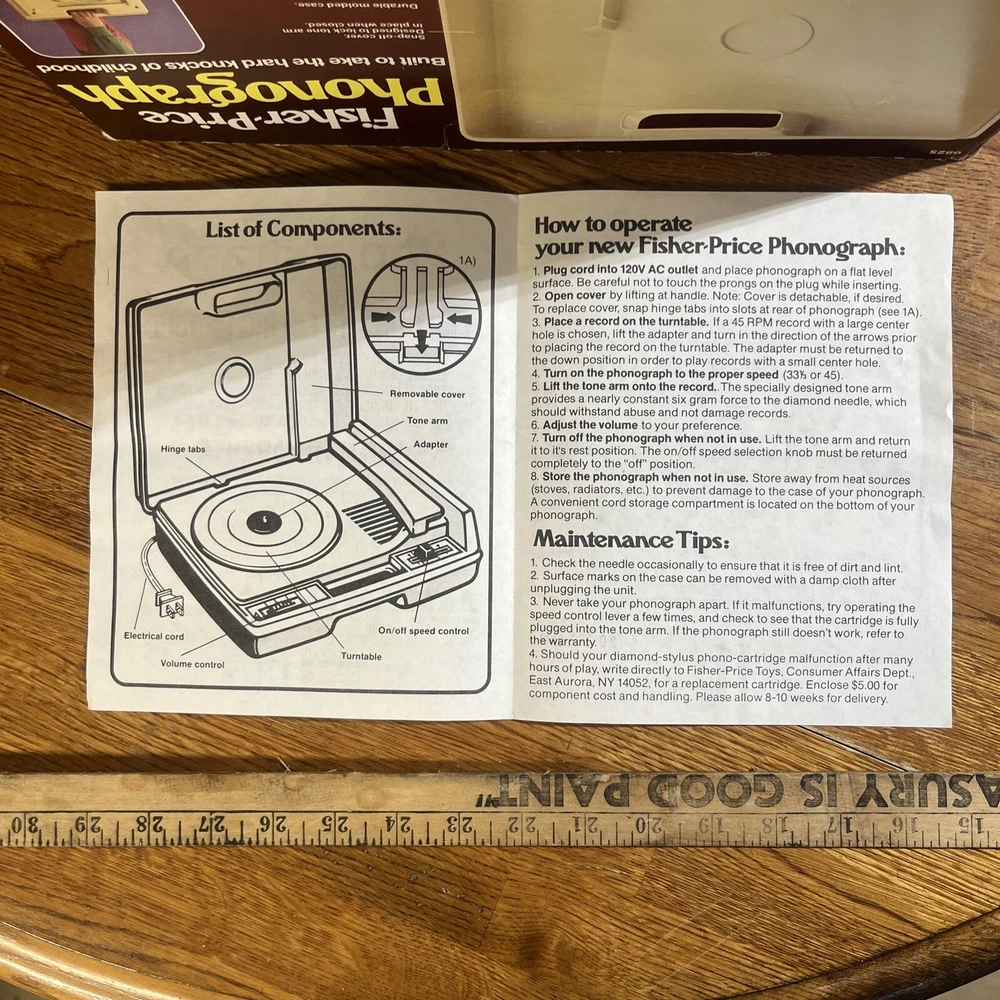 Fisher-Price
Phonograph
Built to take the hard knocks of childhood
Snap-off cover.
Designed to lock tone arm
in place when closed.
Durable molded case.
0825
List of Components:
1A)
Removable cover
Tone arm
Adapter
Hinge tabs
Electrical cord
Volume control
Turntable
On/off speed control
How to operate
your new Fisher-Price Phonograph:
1. Plug cord into 120V AC outlet and place phonograph on a flat level
surface. Be careful not to touch the prongs on the plug while inserting.
2. Open cover by lifting at handle. Note: Cover is detachable, if desired.
To replace cover, snap hinge tabs into slots at rear of phonograph (see 1A).
3. Place a record on the turntable. If a 45 RPM record with a large center
hole is chosen, lift the adapter and turn in the direction of the arrows prior
to placing the record on the turntable. The adapter must be returned to
the down position in order to play records with a small center hole.
4. Turn on the phonograph to the proper speed (33⅓ or 45).
5. Lift the tone arm onto the record. The specially designed tone arm
provides a nearly constant six gram force to the diamond needle, which
should withstand abuse and not damage records.
6. Adjust the volume to your preference.
7. Turn off the phonograph when not in use. Lift the tone arm and return
it to it's rest position. The on/off speed selection knob must be returned
completely to the "off" position.
8. Store the phonograph when not in use. Store away from heat sources
(stoves, radiators, etc.) to prevent damage to the case of your phonograph.
A convenient cord storage compartment is located on the bottom of your
phonograph.
Maintenance Tips:
1. Check the needle occasionally to ensure that it is free of dirt and lint.
2. Surface marks on the case can be removed with a damp cloth after
unplugging the unit.
3. Never take your phonograph apart. If it malfunctions, try operating the
speed control lever a few times, and check to see that the cartridge is fully
plugged into the tone arm. If the phonograph still doesn't work, refer to
the warranty.
4. Should your diamond-stylus phono-cartridge malfunction after many
hours of play, write directly to Fisher-Price Toys, Consumer Affairs Dept.,
East Aurora, NY 14052, for a replacement cartridge. Enclose $5.00 for
component cost and handling. Please allow 8-10 weeks for delivery.
ASURY IS GOOD PAINT"
15 16 17 18 19 20 21 22 23 24 25 26 27 28 29 30